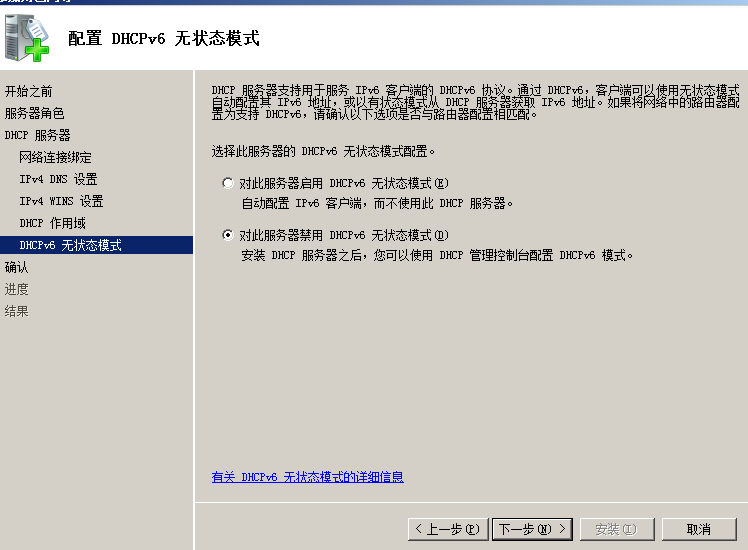 配置 DHCPv6 无状态模式
开始之前
服务器角色
DHCP 服务器
网络连接绑定
IPv4 DNS 设置
IPv4 WINS 设置
DHCP 作用域
DHCPv6 无状态模式
确认
进度
结果
DHCP 服务器支持用于服务 IPv6 客户端的 DHCPv6 协议。通过 DHCPv6，客户端可以使用无状态模式
自动配置其 IPv6 地址，或以有状态模式从 DHCP 服务器获取 IPv6 地址。如果将网络中的路由器配
置为支持 DHCPv6，请确认以下选项是否与路由器配置相匹配。
选择此服务器的 DHCPv6 无状态模式配置。
对此服务器启用 DHCPv6 无状态模式(E)
自动配置 IPv6 客户端，而不使用此 DHCP 服务器。
对此服务器禁用 DHCPv6 无状态模式(D)
安装 DHCP 服务器之后，您可以使用 DHCP 管理控制台配置 DHCPv6 模式。
有关 DHCPv6 无状态模式的详细信息
< 上一步(P)
下一步(N) >
安装(I)
取消